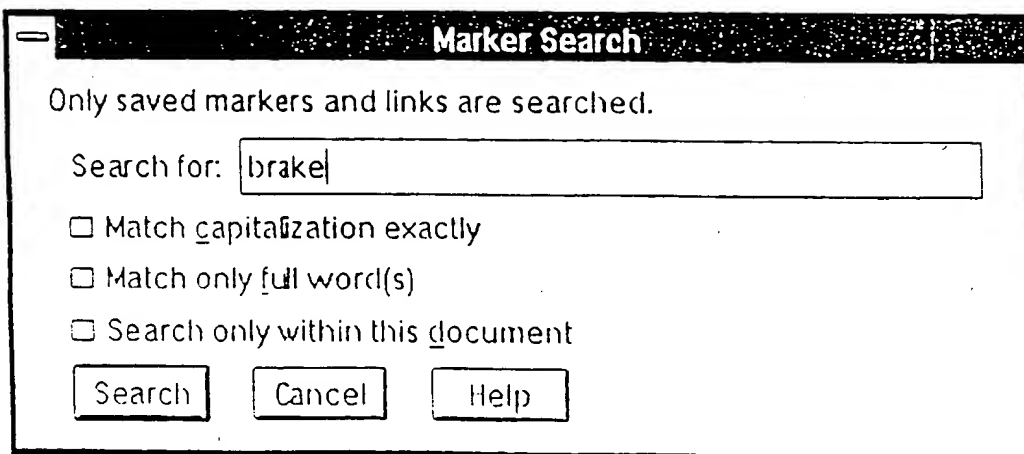 Marker Search
Only saved markers and links are searched.
Search for: brake
Match capitalization exactly
Match only full word(s)
Search only within this document
Search Cancel Help